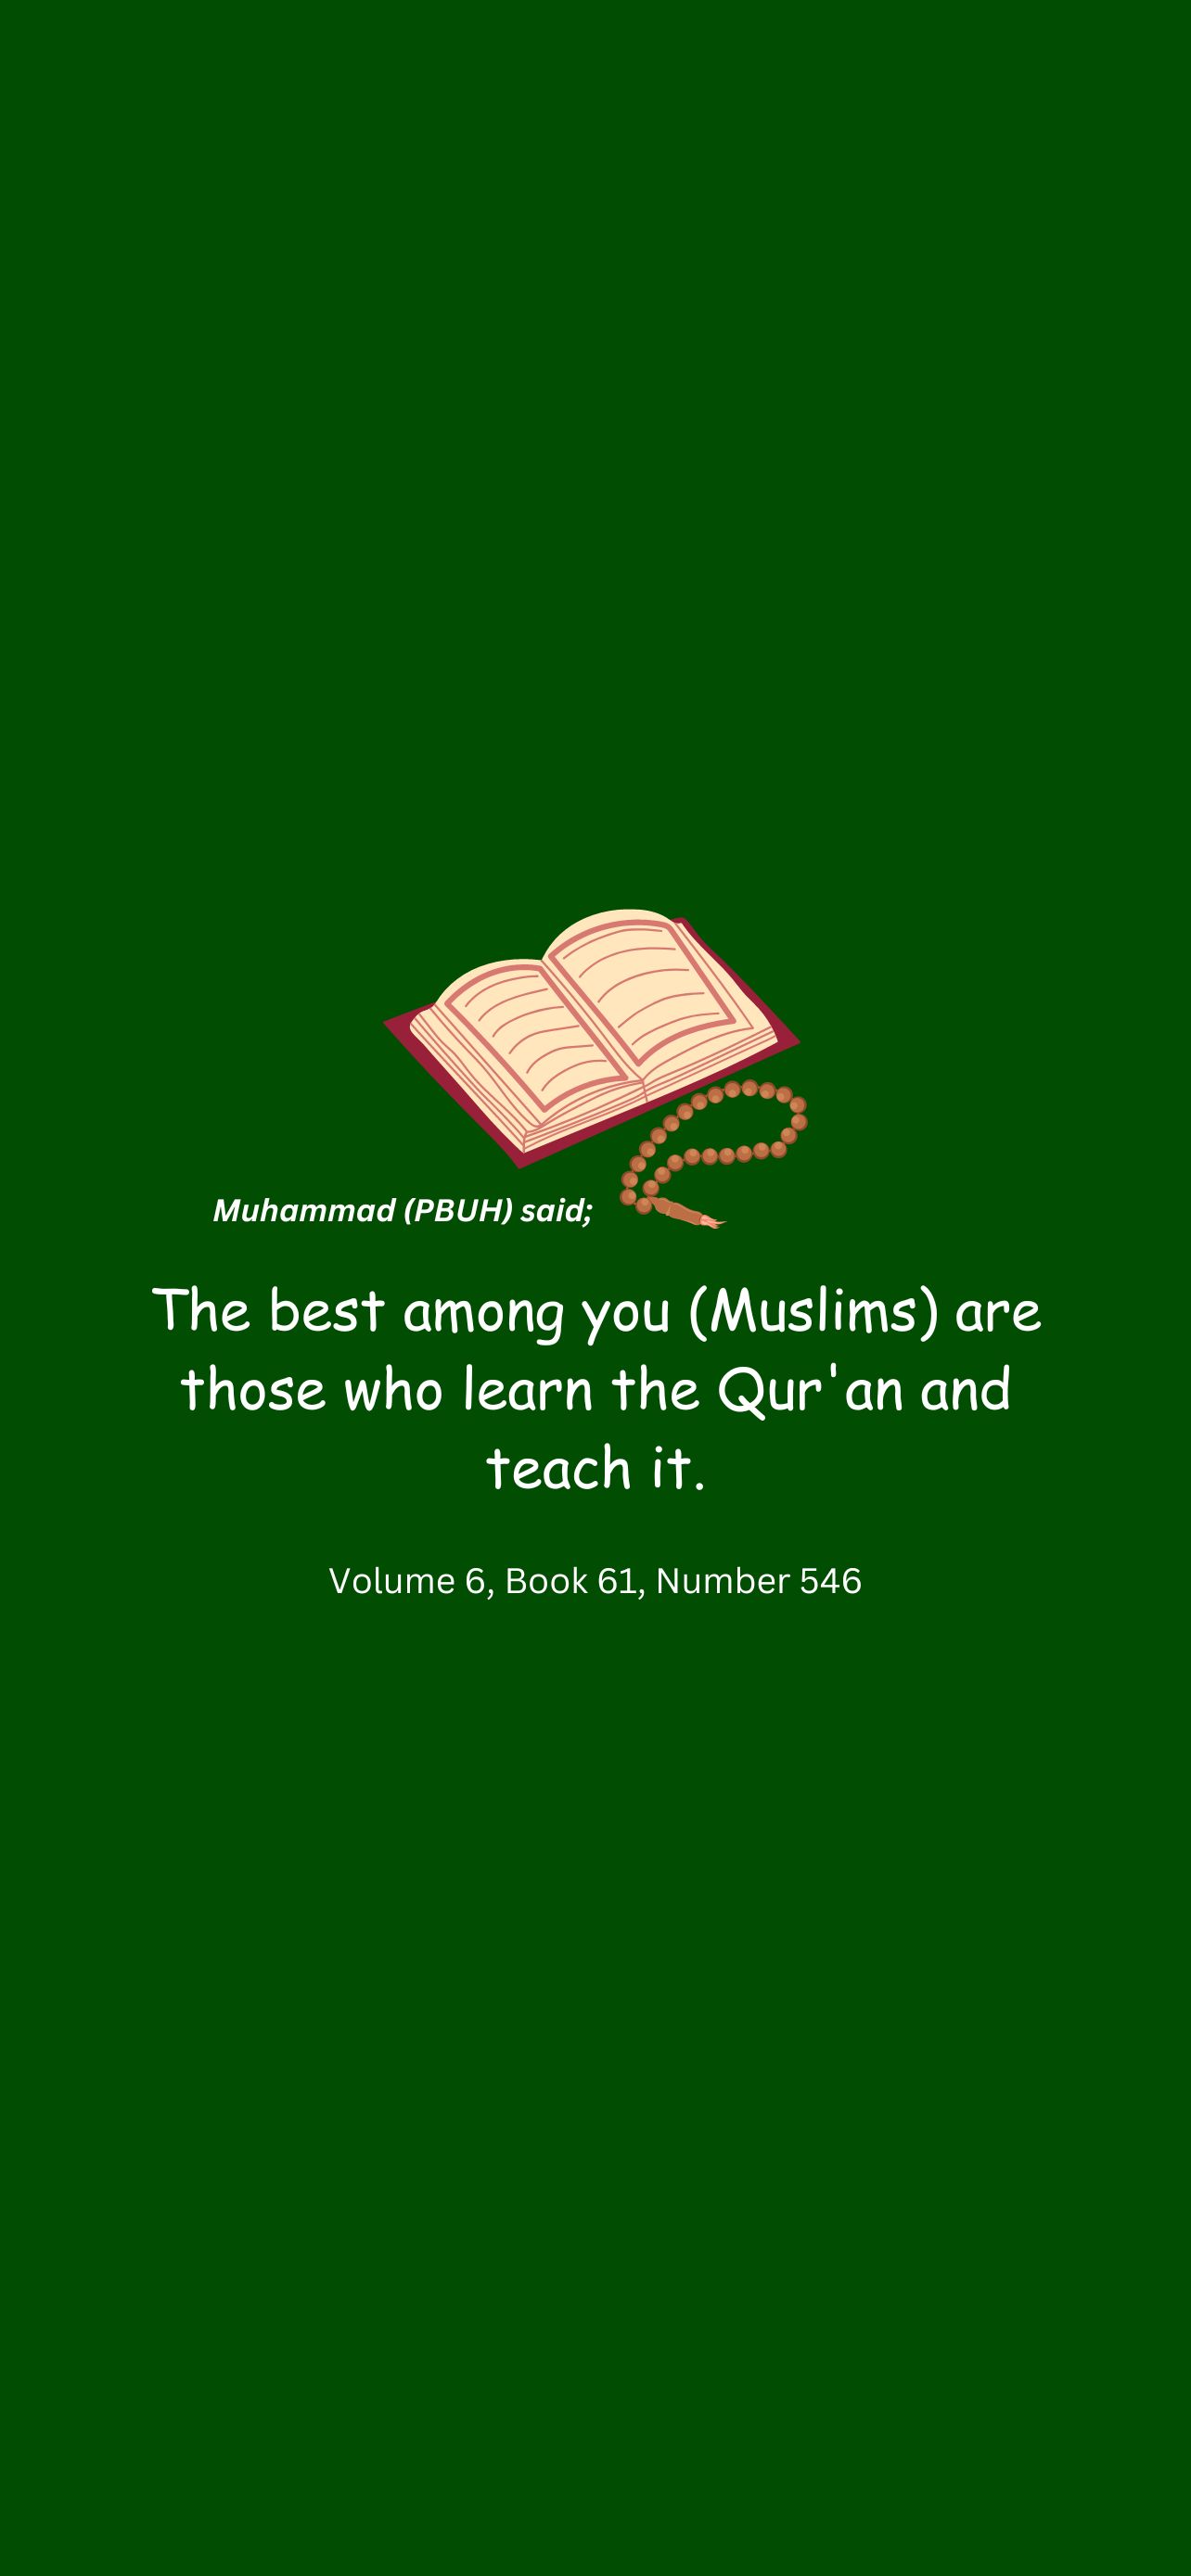 Muhammad (PBUH) said;
The best among you (Muslims) are
those who learn the Qur'an and
teach it.
Volume 6, Book 61, Number 546